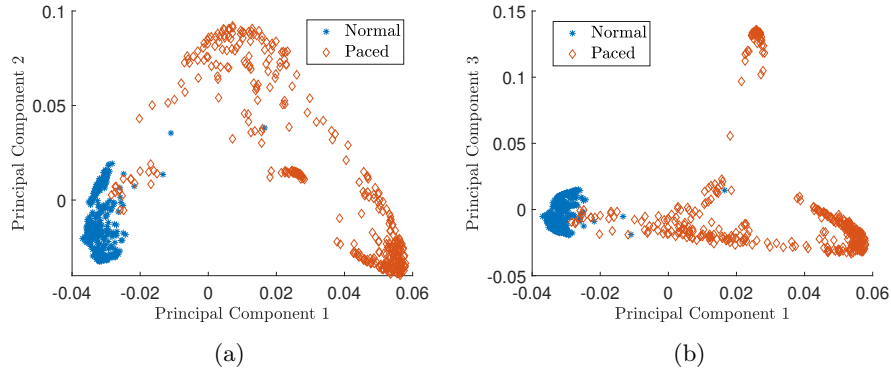 0.1
0.05
0
Principal Component 2
Normal
Paced
-0.04
-0.02
0
0.02
0.04
0.06
Principal Component 1
(a)
0.15
0.1
0.05
0
-0.05
Principal Component 3
Normal
Paced
-0.04
-0.02
0
0.02
0.04
0.06
Principal Component 1
(b)